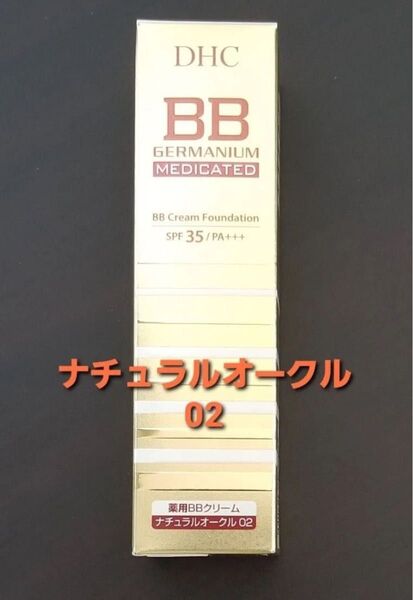 DHC
BB
GERMANIUM
MEDICATED
BB Cream Foundation
SPF 35/PA+++
ナチュラルオークル
02
薬用BBクリーム
ナチュラルオークル 02